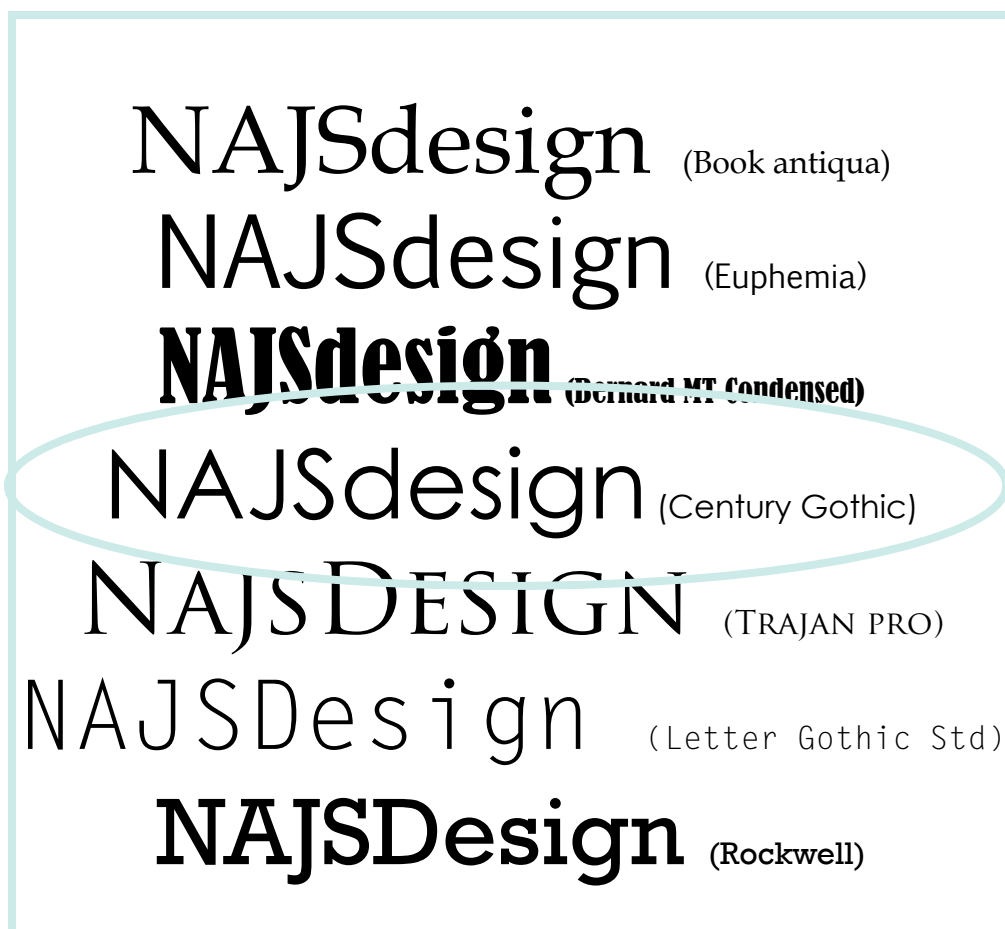 NAJSdesign (Book antiqua)
NAJSdesign (Euphemia)
NAJSdesign (Bernard MT Condensed)
NAJSdesign (Century Gothic)
NAJSDESIGN (TRAJAN PRO)
NAJSDesign (Letter Gothic Std)
NAJSDesign (Rockwell)